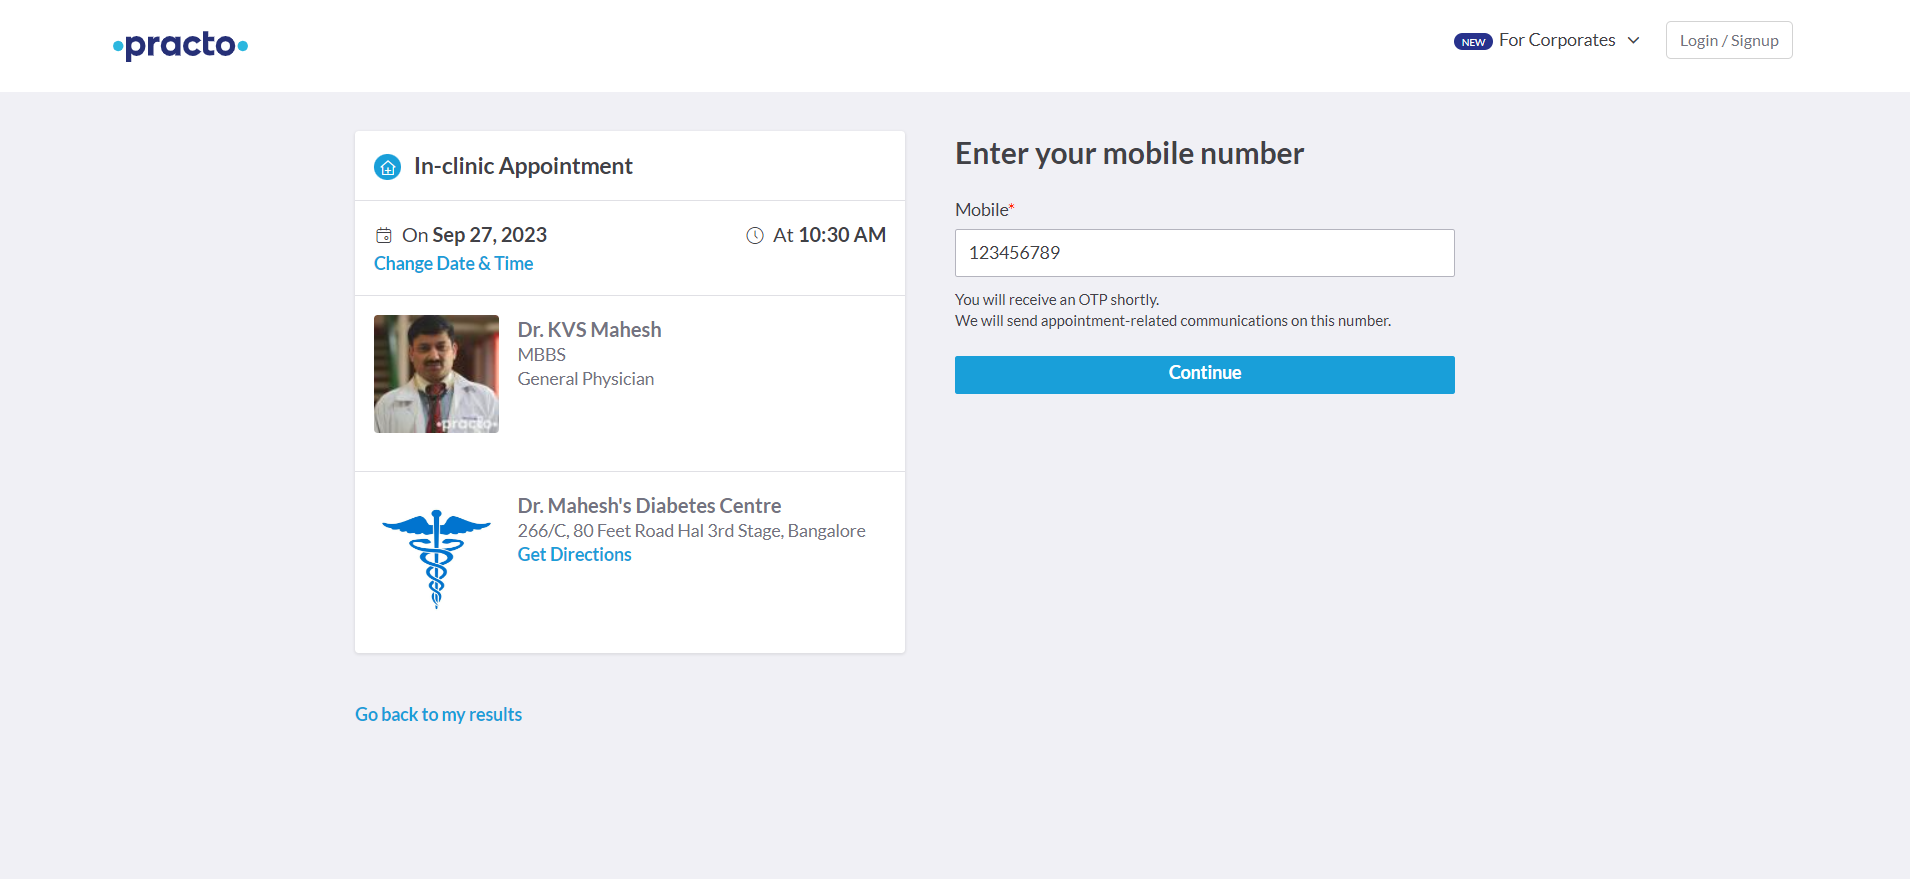 practo
NEW For Corporates
Login / Signup
In-clinic Appointment
On Sep 27, 2023
At 10:30 AM
Change Date & Time
Dr. KVS Mahesh
MBBS
General Physician
practo
Dr. Mahesh's Diabetes Centre
266/C, 80 Feet Road Hal 3rd Stage, Bangalore
Get Directions
Go back to my results
Enter your mobile number
Mobile*
123456789
You will receive an OTP shortly.
We will send appointment-related communications on this number.
Continue